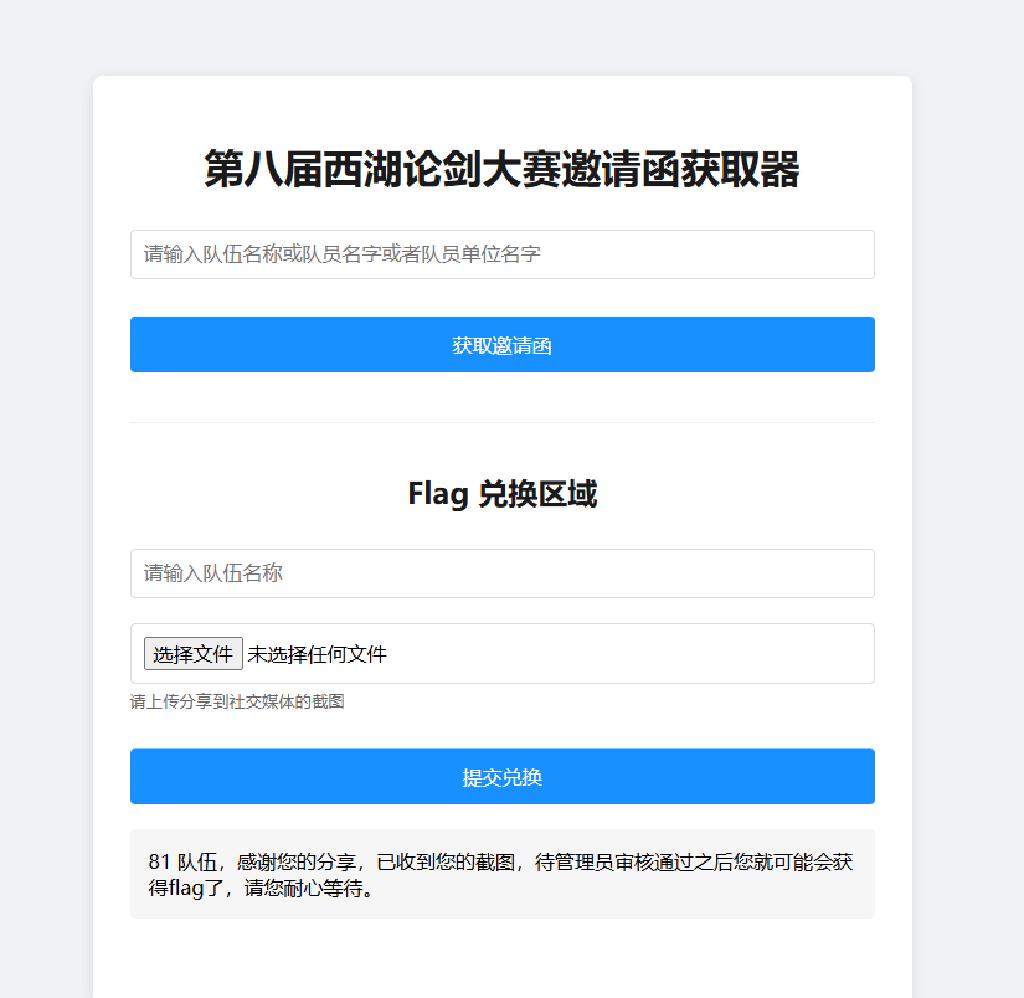 第八届西湖论剑大赛邀请函获取器
请输入队伍名称或队员名字或者队员单位名字
获取邀请函
Flag 兑换区域
请输入队伍名称
选择文件 未选择任何文件
请上传分享到社交媒体的截图
提交兑换
81 队伍，感谢您的分享，已收到您的截图，待管理员审核通过之后您就可能会获
得flag了，请您耐心等待。